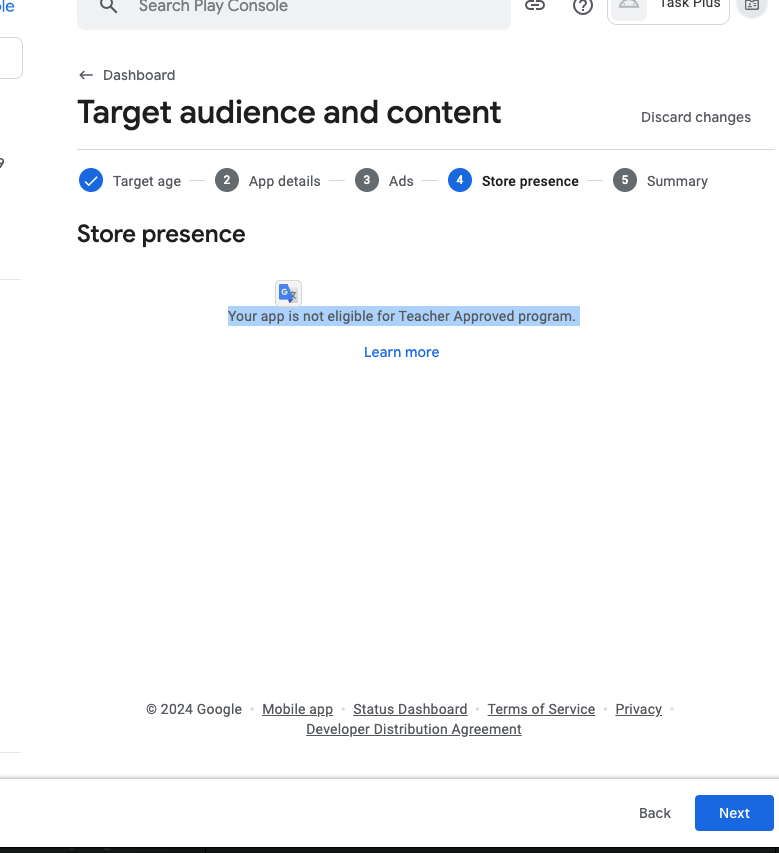 Search Play Console
Task Plus
Dashboard
Target audience and content
Discard changes
Target age
2 App details
3 Ads
4 Store presence
5 Summary
Store presence
Your app is not eligible for Teacher Approved program.
Learn more
© 2024 Google · Mobile app · Status Dashboard · Terms of Service · Privacy ·
Developer Distribution Agreement
Back
Next